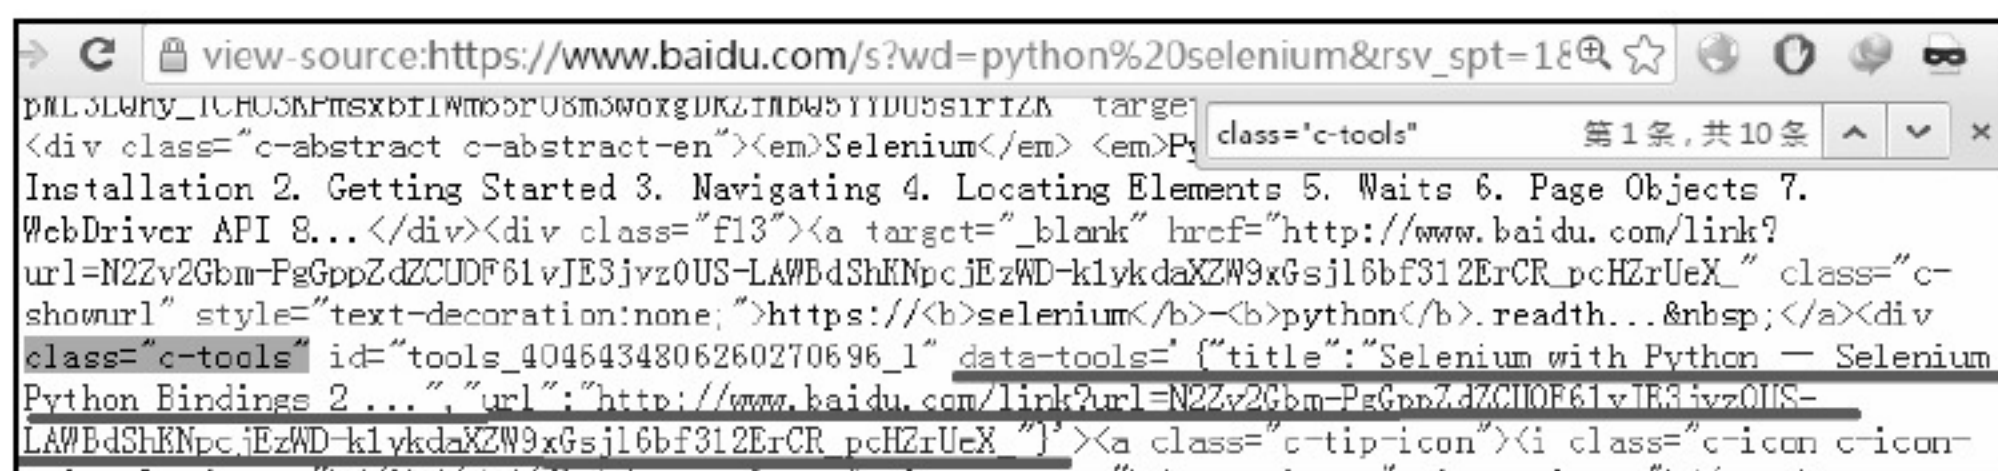 view-source:https://www.baidu.com/s?wd=python%20selenium&rsv_spt=18
class="c-tools" 第1条，共10条
targe
<div class="c-abstract c-abstract-en"><em>Selenium</em> <em>Py
Installation 2. Getting Started 3. Navigating 4. Locating Elements 5. Waits 6. Page Objects 7.
WebDriver API 8...</div><div class="f13"><a target="_blank" href="http://www.baidu.com/link?
url=N2Zv2Gbm-PgGppZdZCUOF61vJE3jvz0US-LAWBdShKNpcjEzWD-k1ykdaXZW9xGsjl6bf312ErCR_pcHZrUeX_" class="c-
showurl" style="text-decoration:none;">https://<b>selenium</b>-<b>python</b>.readth...&nbsp;</a><div
class="c-tools" id="tools_4046434806260270696_1" data-tools='{"title":"Selenium with Python — Selenium
Python Bindings 2 ...","url":"http://www.baidu.com/link?url=N2Zv2Gbm-PgGppZdZCUOF61vJE3jvz0US-
LAWBdShKNpcjEzWD-k1ykdaXZW9xGsjl6bf312ErCR_pcHZrUeX_"}'><a class="c-tip-icon"><i class="c-icon c-icon-